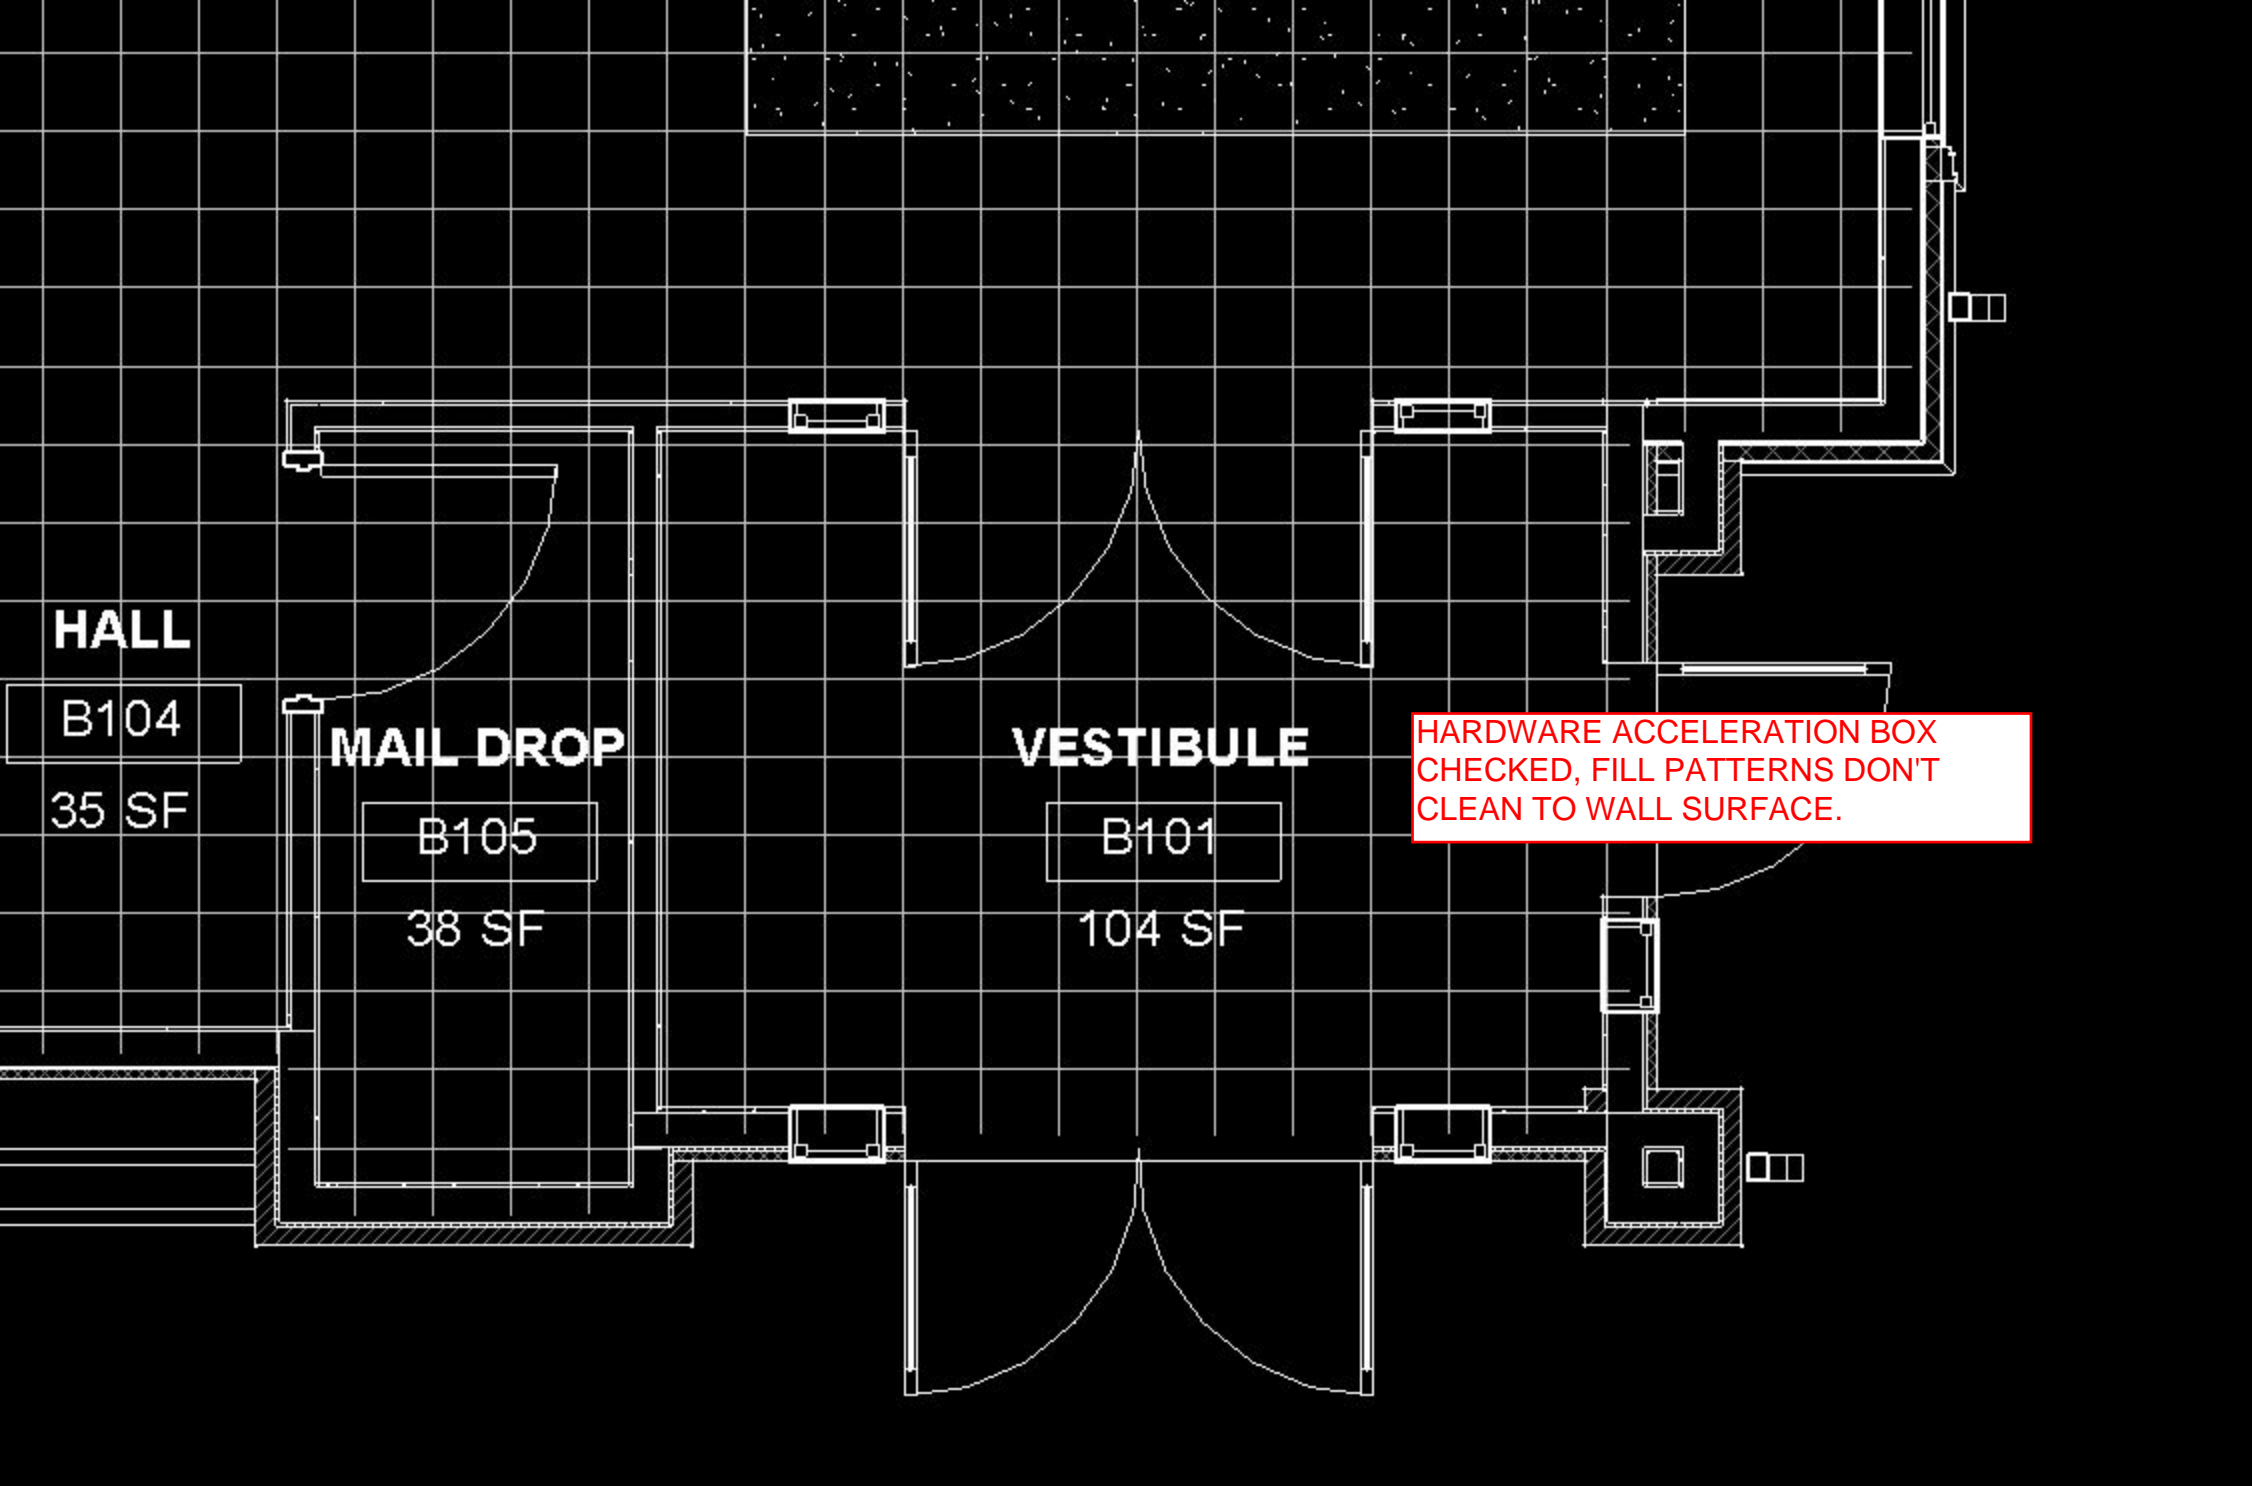 HALL
B104
35 SF
MAIL DROP
B105
38 SF
VESTIBULE
B101
104 SF
HARDWARE ACCELERATION BOX
CHECKED, FILL PATTERNS DON'T
CLEAN TO WALL SURFACE.